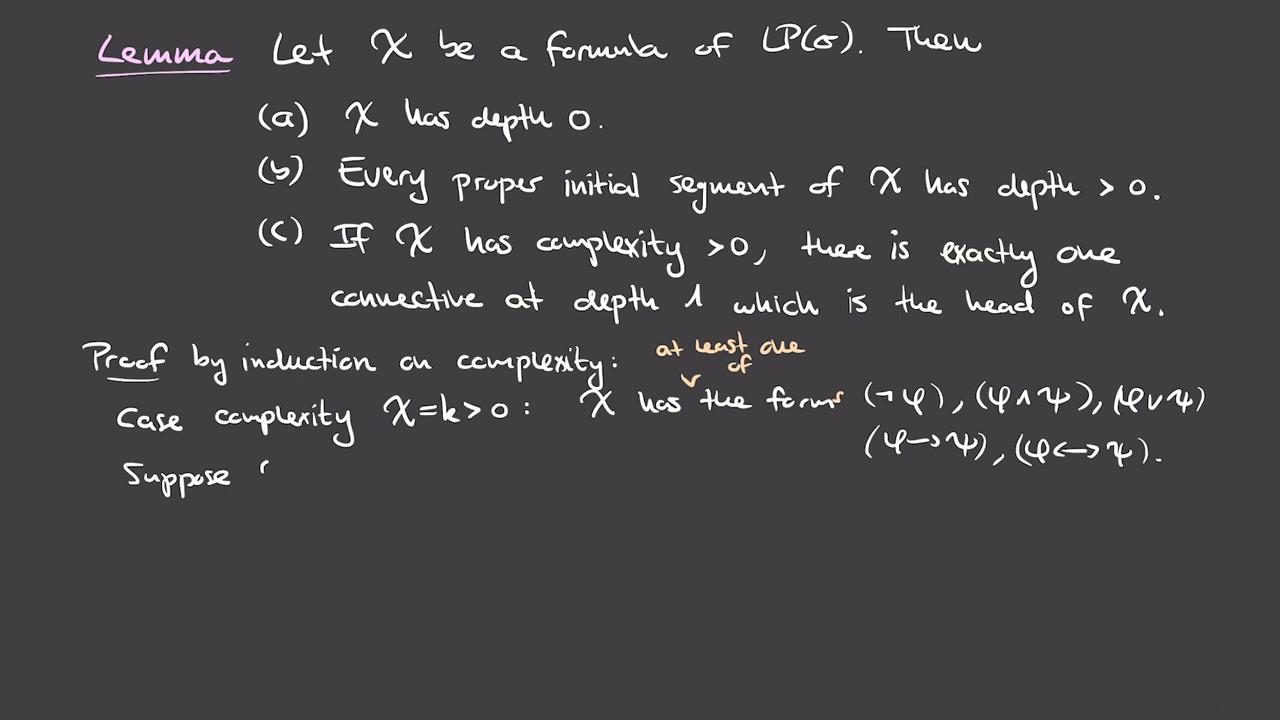 Lemma Let χ be a formula of LP(σ). Then
(a) χ has depth 0.
(b) Every proper initial segment of χ has depth > 0.
(c) If χ has complexity >0, there is exactly one
connective at depth 1 which is the head of χ.
Proof by induction on complexity:
at least one
of
Case complexity χ=k>0: χ has the forms (¬φ), (φ∧ψ), (φ∨ψ)
(φ→ψ), (φ↔ψ).
Suppose